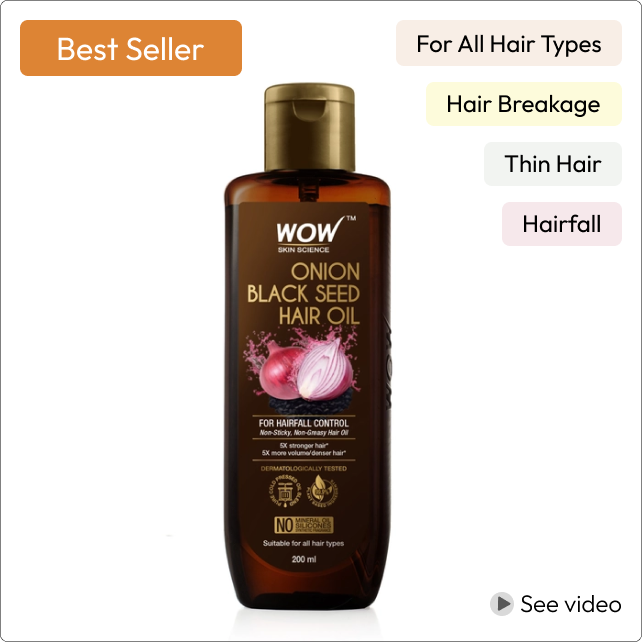 Best Seller
For All Hair Types
Hair Breakage
Thin Hair
Hairfall
WOW™
SKIN SCIENCE
ONION
BLACK SEED
HAIR OIL
FOR HAIRFALL CONTROL
Non-Sticky, Non-Greasy Hair Oil
5X stronger hair*
5X more volume/denser hair*
DERMATOLOGICALLY TESTED
NO MINERAL OIL
SILICONES
Suitable for all hair types
200 ml
WOW
See video